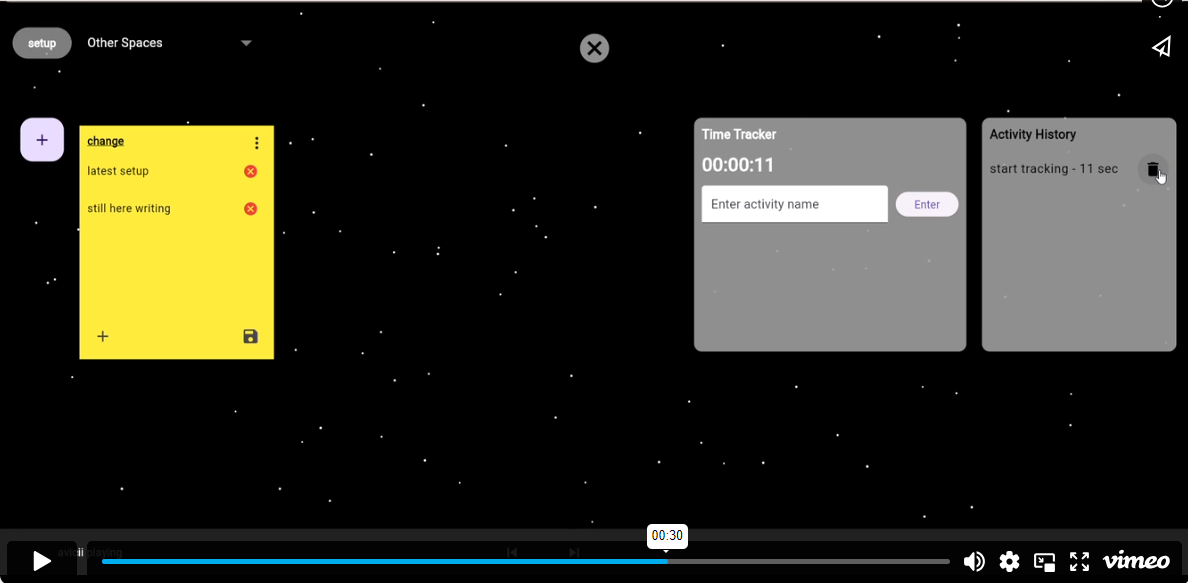 setup
Other Spaces
change
latest setup
still here writing
Time Tracker
00:00:11
Enter activity name
Enter
Activity History
start tracking - 11 sec
00:30
avicii playing
vimeo